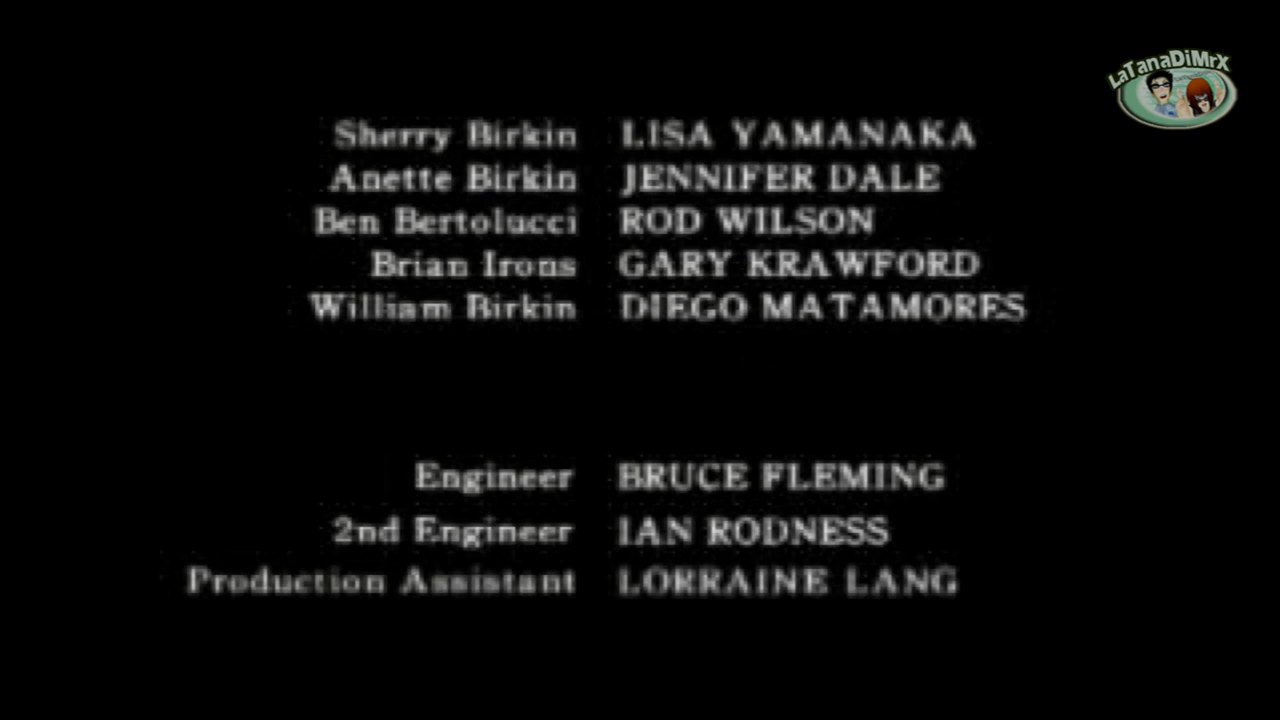 LaTanaDiMrX
Sherry Birkin LISA YAMANAKA
Anette Birkin JENNIFER DALE
Ben Bertolucci ROD WILSON
Brian Irons GARY KRAWFORD
William Birkin DIEGO MATAMORES
Engineer BRUCE FLEMING
2nd Engineer IAN RODNESS
Production Assistant LORRAINE LANG